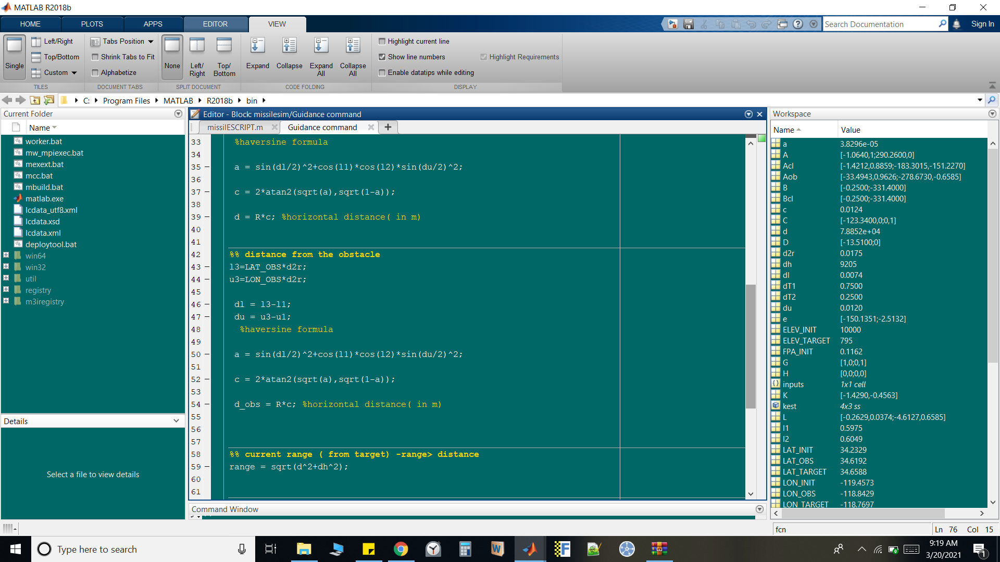 MATLAB R2018b
HOME PLOTS APPS EDITOR VIEW
Search Documentation
Sign In
Single
Left/Right
Top/Bottom
Custom
TILES
Tabs Position
Shrink Tabs to Fit
Alphabetize
DOCUMENT TABS
None
Left/
Right
Top/
Bottom
SPLIT DOCUMENT
Expand
Collapse
Expand
All
Collapse
All
CODE FOLDING
Highlight current line
Show line numbers
Enable datatips while editing
Highlight Requirements
DISPLAY
C: Program Files MATLAB R2018b bin
Current Folder
Name
worker.bat
mw_mpiexec.bat
mexext.bat
mcc.bat
mbuild.bat
matlab.exe
lcdata_utf8.xml
lcdata.xsd
lcdata.xml
deploytool.bat
win64
win32
util
registry
m3iregistry
Details
Select a file to view details
Editor - Block: missilesim/Guidance command
missilESCRIPT.m
Guidance command
33 %haversine formula
34
35 a = sin(dl/2)^2+cos(l1)*cos(l2)*sin(du/2)^2;
36
37 c = 2*atan2(sqrt(a),sqrt(1-a));
38
39 d = R*c; %horizontal distance( in m)
40
41
42 %% distance from the obstacle
43 l3=LAT_OBS*d2r;
44 u3=LON_OBS*d2r;
45
46 dl = l3-l1;
47 du = u3-u1;
48 %haversine formula
49
50 a = sin(dl/2)^2+cos(l1)*cos(l2)*sin(du/2)^2;
51
52 c = 2*atan2(sqrt(a),sqrt(1-a));
53
54 d_obs = R*c; %horizontal distance( in m)
55
56
57
58 %% current range ( from target) -range> distance
59 range = sqrt(d^2+dh^2);
60
61
Command Window
Workspace
Name Value
a 3.8296e-05
A [-1.0640,1;290.2600,0]
Acl [-1.4212,0.8859;-183.3015,-151.2270]
Aob [-33.4943,0.9626;-278.6730,-0.6585]
B [-0.2500;-331.4000]
Bcl [-0.2500;-331.4000]
c 0.0124
C [-123.3400,0;0,1]
d 7.8852e+04
D [-13.5100;0]
d2r 0.0175
dh 9205
dl 0.0074
dT1 0.7500
dT2 0.2500
du 0.0120
e [-150.1351;-2.5132]
ELEV_INIT 10000
ELEV_TARGET 795
FPA_INIT 0.1162
G [1,0;0,1]
H [0,0;0,0]
inputs 1x1 cell
K [-1.4290,-0.4563]
kest 4x3 ss
L [-0.2629,0.0374;-4.6127,0.6585]
l1 0.5975
l2 0.6049
LAT_INIT 34.2329
LAT_OBS 34.6192
LAT_TARGET 34.6588
LON_INIT -119.4573
LON_OBS -118.8429
LON_TARGET -118.7697
fcn
Ln 76 Col 15
Type here to search
9:19 AM
3/20/2021
1